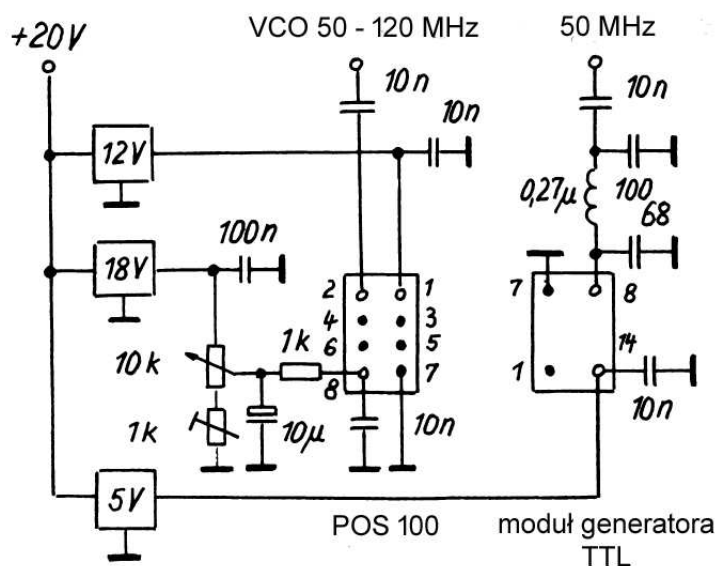 VCO 50 - 120 MHz
50 MHz
+20V
10n
10n
10n
12V
0,27µ
100
68
100n
18V
2
1
7
8
4
3
1k
6
5
14
10k
8
7
1
1k
10µ
10n
10n
5V
POS 100
moduł generatora
TTL